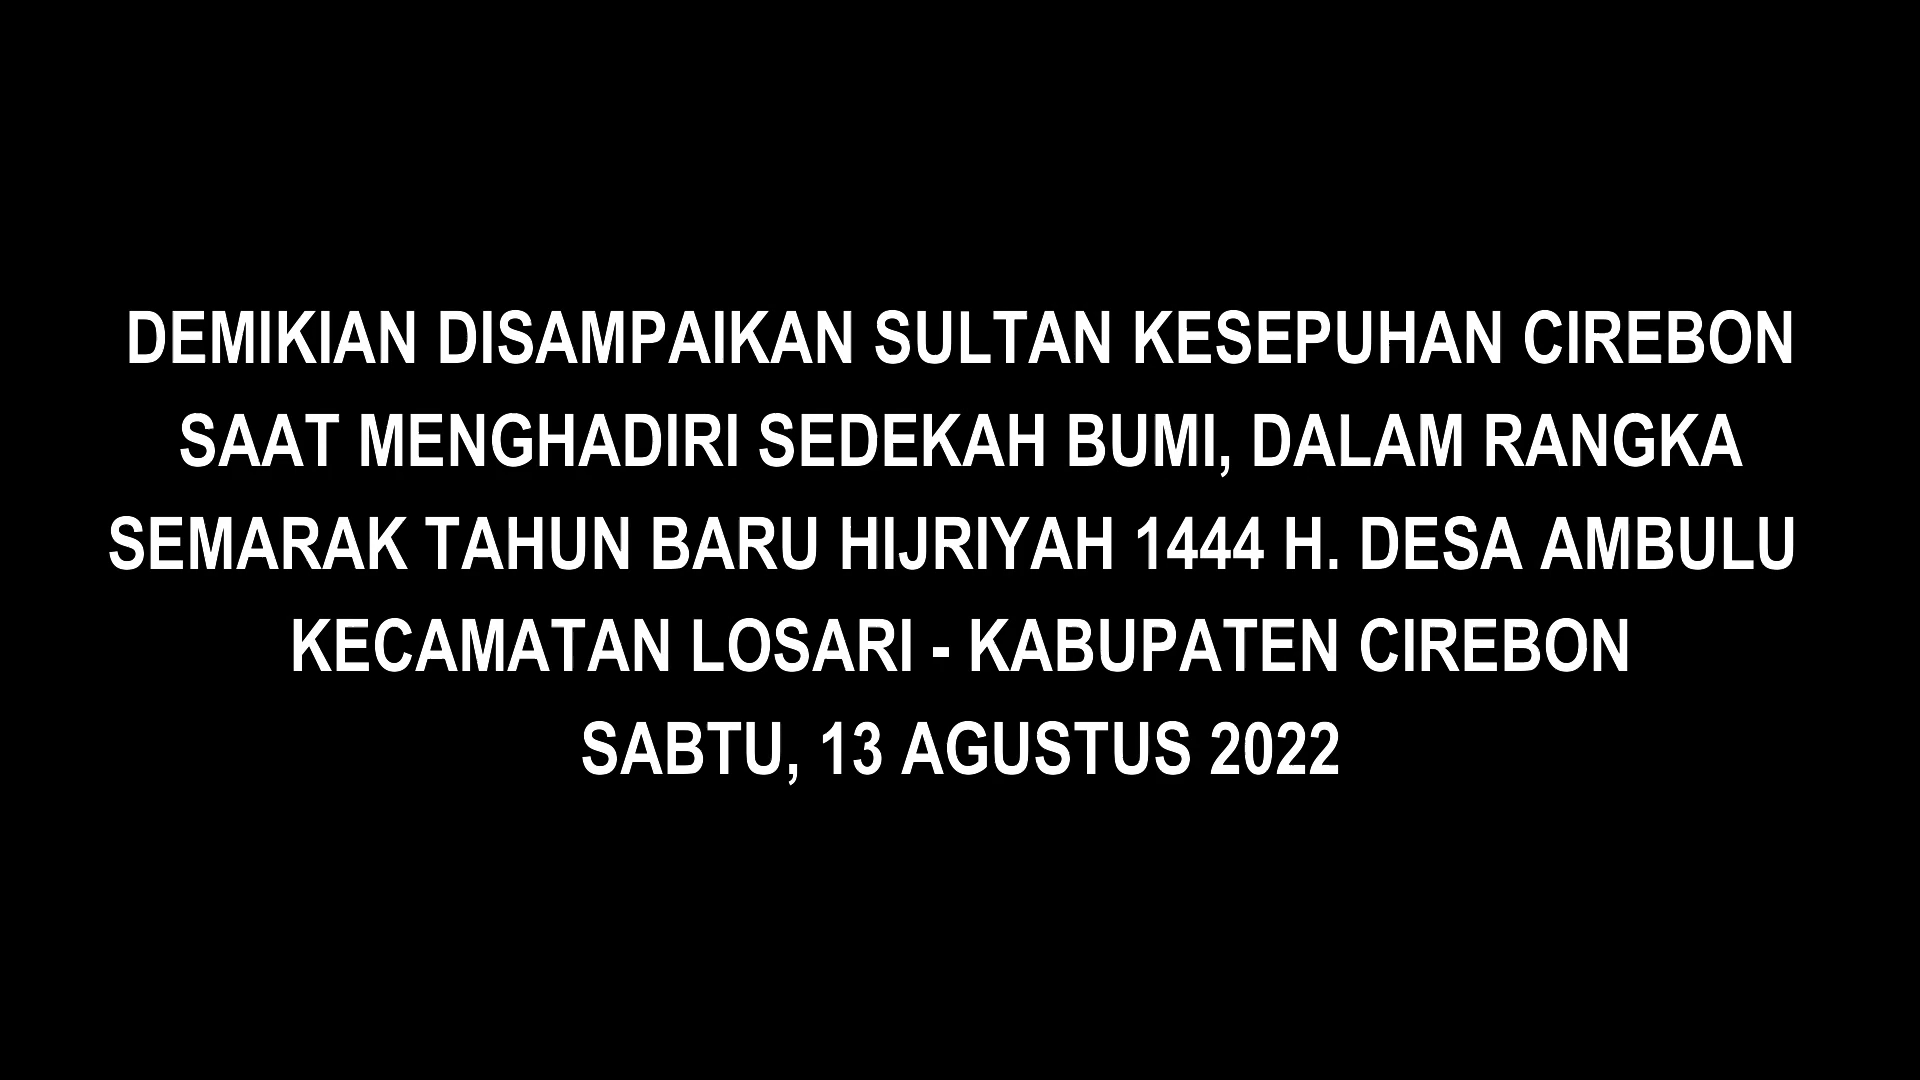 DEMIKIAN DISAMPAIKAN SULTAN KESEPUHAN CIREBON
SAAT MENGHADIRI SEDEKAH BUMI, DALAM RANGKA
SEMARAK TAHUN BARU HIJRIYAH 1444 H. DESA AMBULU
KECAMATAN LOSARI - KABUPATEN CIREBON
SABTU, 13 AGUSTUS 2022